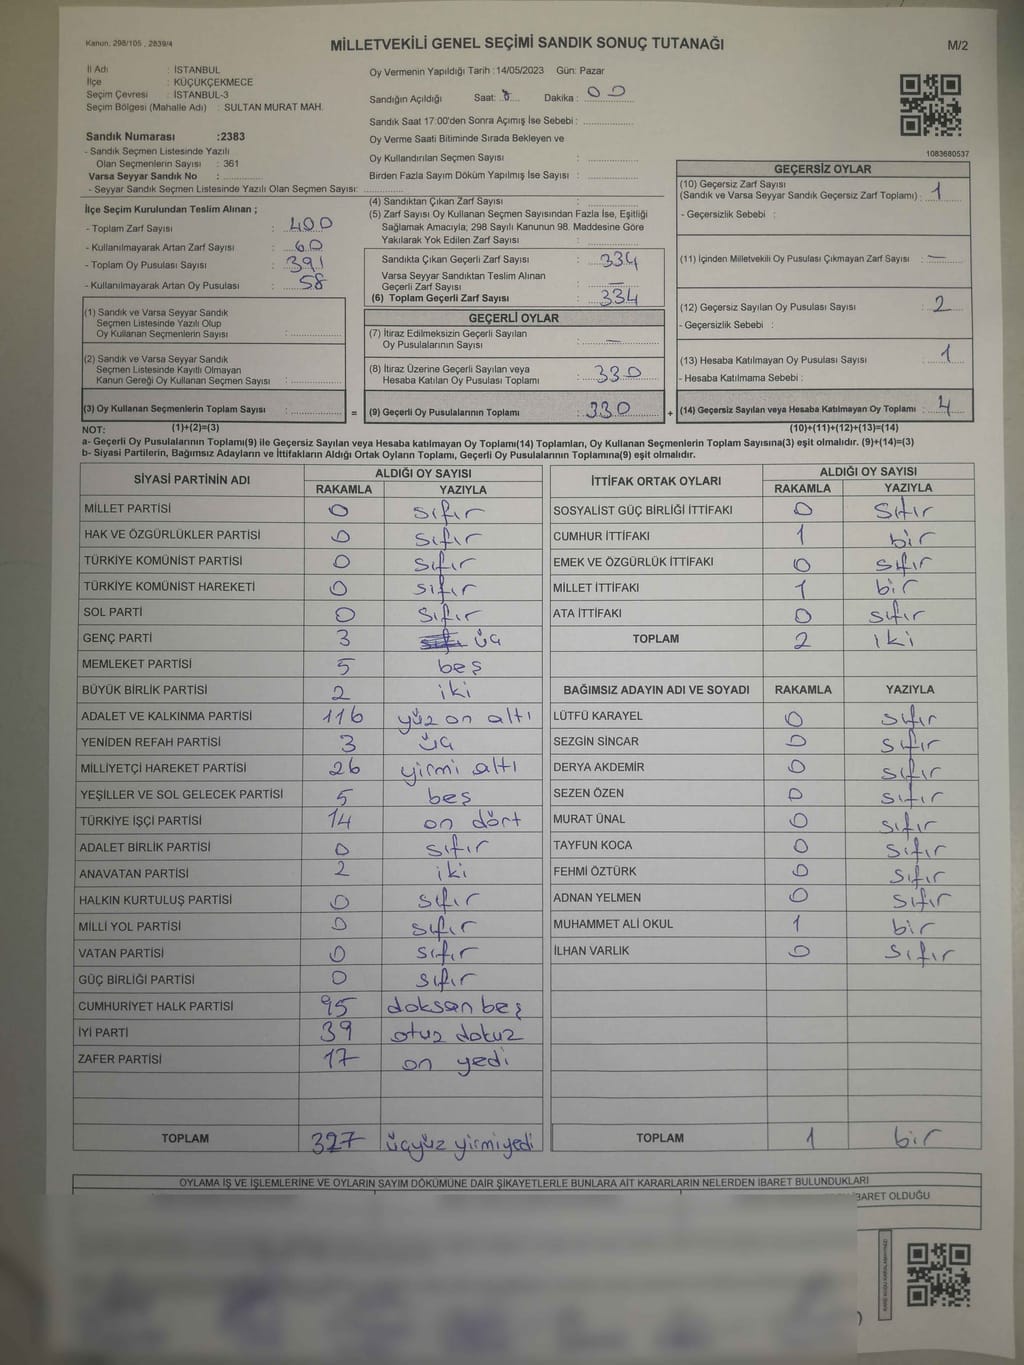 Kanun. 298/105 , 2839/4
MİLLETVEKİLİ GENEL SEÇİMİ SANDIK SONUÇ TUTANAĞI
M/2
İl Adı : İSTANBUL
İlçe : KÜÇÜKÇEKMECE
Seçim Çevresi : İSTANBUL-3
Seçim Bölgesi (Mahalle Adı) : SULTAN MURAT MAH.
Sandık Numarası :2383
- Sandık Seçmen Listesinde Yazılı
Olan Seçmenlerin Sayısı : 361
Varsa Seyyar Sandık No :
- Seyyar Sandık Seçmen Listesinde Yazılı Olan Seçmen Sayısı:
Oy Vermenin Yapıldığı Tarih :14/05/2023 Gün: Pazar
Sandığın Açıldığı Saat: 8 Dakika : 00
Sandık Saat 17:00'den Sonra Açımış İse Sebebi :
Oy Verme Saati Bitiminde Sırada Bekleyen ve
Oy Kullandırılan Seçmen Sayısı :
Birden Fazla Sayım Döküm Yapılmış İse Sayısı :
1083680537
İlçe Seçim Kurulundan Teslim Alınan ;
- Toplam Zarf Sayısı : 400
- Kullanılmayarak Artan Zarf Sayısı : 60
- Toplam Oy Pusulası Sayısı : 391
- Kullanılmayarak Artan Oy Pusulası : 58
(4) Sandıktan Çıkan Zarf Sayısı :
(5) Zarf Sayısı Oy Kullanan Seçmen Sayısından Fazla İse, Eşitliği
Sağlamak Amacıyla; 298 Sayılı Kanunun 98. Maddesine Göre
Yakılarak Yok Edilen Zarf Sayısı :
Sandıkta Çıkan Geçerli Zarf Sayısı : 334
Varsa Seyyar Sandıktan Teslim Alınan
Geçerli Zarf Sayısı : —
(6) Toplam Geçerli Zarf Sayısı : 334
GEÇERSİZ OYLAR
(10) Geçersiz Zarf Sayısı
(Sandık ve Varsa Seyyar Sandık Geçersiz Zarf Toplamı) : 1
- Geçersizlik Sebebi :
(11) İçinden Milletvekili Oy Pusulası Çıkmayan Zarf Sayısı : —
(12) Geçersiz Sayılan Oy Pusulası Sayısı : 2
- Geçersizlik Sebebi :
(13) Hesaba Katılmayan Oy Pusulası Sayısı : 1
- Hesaba Katılmama Sebebi :
(14) Geçersiz Sayılan veya Hesaba Katılmayan Oy Toplamı : 4
(10)+(11)+(12)+(13)=(14)
(1) Sandık ve Varsa Seyyar Sandık
Seçmen Listesinde Yazılı Olup
Oy Kullanan Seçmenlerin Sayısı :
(2) Sandık ve Varsa Seyyar Sandık
Seçmen Listesinde Kayıtlı Olmayan
Kanun Gereği Oy Kullanan Seçmen Sayısı :
(3) Oy Kullanan Seçmenlerin Toplam Sayısı : =
(1)+(2)=(3)
GEÇERLİ OYLAR
(7) İtiraz Edilmeksizin Geçerli Sayılan
Oy Pusulalarının Sayısı : —
(8) İtiraz Üzerine Geçerli Sayılan veya
Hesaba Katılan Oy Pusulası Toplamı : 330
(9) Geçerli Oy Pusulalarının Toplamı : 330 +
NOT:
a- Geçerli Oy Pusulalarının Toplamı(9) ile Geçersiz Sayılan veya Hesaba katılmayan Oy Toplamı(14) Toplamları, Oy Kullanan Seçmenlerin Toplam Sayısına(3) eşit olmalıdır. (9)+(14)=(3)
b- Siyasi Partilerin, Bağımsız Adayların ve İttifakların Aldığı Ortak Oyların Toplamı, Geçerli Oy Pusulalarının Toplamına(9) eşit olmalıdır.
SİYASİ PARTİNİN ADI ALDIĞI OY SAYISI
RAKAMLA YAZIYLA
MİLLET PARTİSİ 0 sıfır
HAK VE ÖZGÜRLÜKLER PARTİSİ 0 sıfır
TÜRKİYE KOMÜNİST PARTİSİ 0 sıfır
TÜRKİYE KOMÜNİST HAREKETİ 0 sıfır
SOL PARTİ 0 sıfır
GENÇ PARTİ 3 üç
MEMLEKET PARTİSİ 5 beş
BÜYÜK BİRLİK PARTİSİ 2 iki
ADALET VE KALKINMA PARTİSİ 116 yüz on altı
YENİDEN REFAH PARTİSİ 3 üç
MİLLİYETÇİ HAREKET PARTİSİ 26 yirmi altı
YEŞİLLER VE SOL GELECEK PARTİSİ 5 beş
TÜRKİYE İŞÇİ PARTİSİ 14 on dört
ADALET BİRLİK PARTİSİ 0 sıfır
ANAVATAN PARTİSİ 2 iki
HALKIN KURTULUŞ PARTİSİ 0 sıfır
MİLLİ YOL PARTİSİ 0 sıfır
VATAN PARTİSİ 0 sıfır
GÜÇ BİRLİĞİ PARTİSİ 0 sıfır
CUMHURİYET HALK PARTİSİ 95 doksan beş
İYİ PARTİ 39 otuz dokuz
ZAFER PARTİSİ 17 on yedi
TOPLAM 327 üçyüz yirmiyedi
İTTİFAK ORTAK OYLARI ALDIĞI OY SAYISI
RAKAMLA YAZIYLA
SOSYALİST GÜÇ BİRLİĞİ İTTİFAKI 0 sıfır
CUMHUR İTTİFAKI 1 bir
EMEK VE ÖZGÜRLÜK İTTİFAKI 0 sıfır
MİLLET İTTİFAKI 1 bir
ATA İTTİFAKI 0 sıfır
TOPLAM 2 iki
BAĞIMSIZ ADAYIN ADI VE SOYADI RAKAMLA YAZIYLA
LÜTFÜ KARAYEL 0 sıfır
SEZGİN SİNCAR 0 sıfır
DERYA AKDEMİR 0 sıfır
SEZEN ÖZEN 0 sıfır
MURAT ÜNAL 0 sıfır
TAYFUN KOCA 0 sıfır
FEHMİ ÖZTÜRK 0 sıfır
ADNAN YELMEN 0 sıfır
MUHAMMET ALİ OKUL 1 bir
İLHAN VARLIK 0 sıfır
TOPLAM 1 bir
OYLAMA İŞ VE İŞLEMLERİNE VE OYLARIN SAYIM DÖKÜMÜNE DAİR ŞİKAYETLERLE BUNLARA AİT KARARLARIN NELERDEN İBARET BULUNDUKLARI
İBARET OLDUĞU